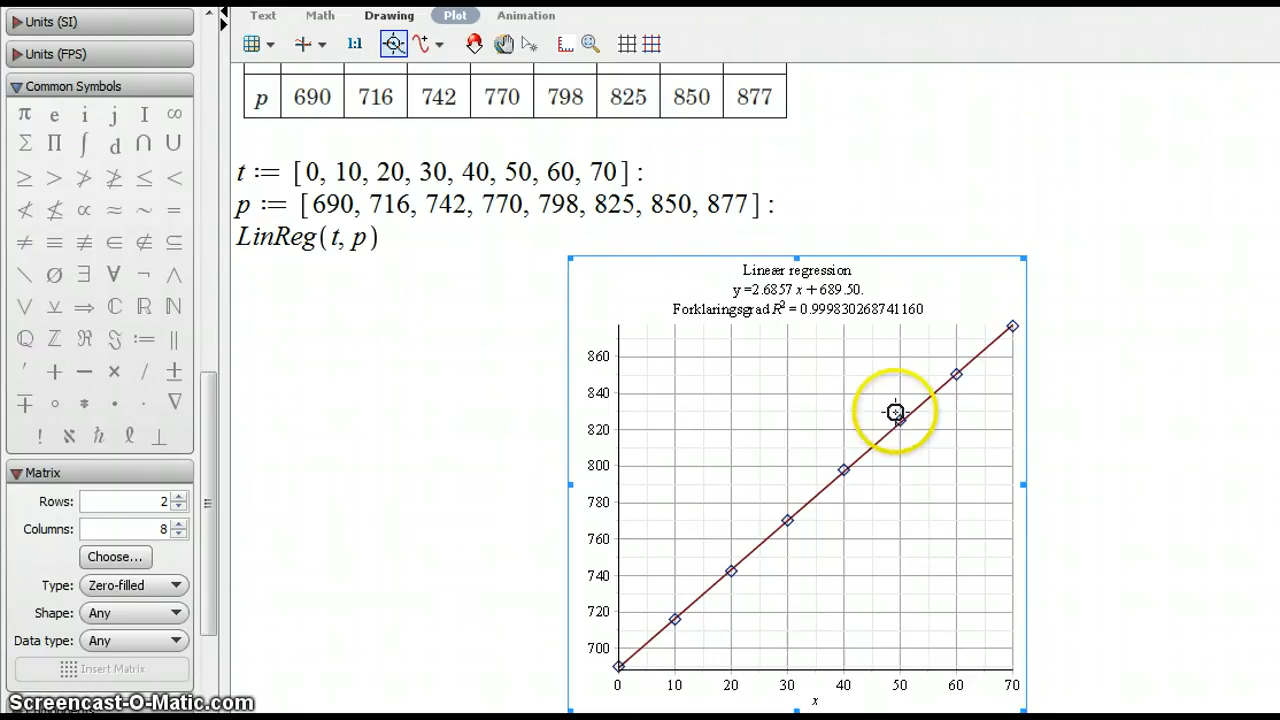 Units (SI)
Units (FPS)
Common Symbols
π e i j I ∞
Σ Π ∫ d ∩ ∪
≥ > ≯ ≱ ≤ <
≮ ≰ ∝ ≈ ~ =
≠ ≡ ≢ ∈ ∉ ⊆
\ Ø ∃ ∀ ¬ ∧
∨ ⊻ ⇒ ℂ ℝ ℕ
ℚ ℤ ℜ ℑ := ||
′ + − × / ±
∓ ∘ * · . ∇
! ℵ ℏ ℓ ⊥
Matrix
Rows: 2
Columns: 8
Choose...
Type: Zero-filled
Shape: Any
Data type: Any
Insert Matrix
Text Math Drawing Plot Animation
1:1
p 690 716 742 770 798 825 850 877
t := [0, 10, 20, 30, 40, 50, 60, 70] :
p := [690, 716, 742, 770, 798, 825, 850, 877] :
LinReg(t, p)
Lineær regression
y =2.6857 x + 689.50.
Forklaringsgrad R² = 0.999830268741160
860
840
820
800
780
760
740
720
700
0 10 20 30 40 50 60 70
x
Screencast-O-Matic.com